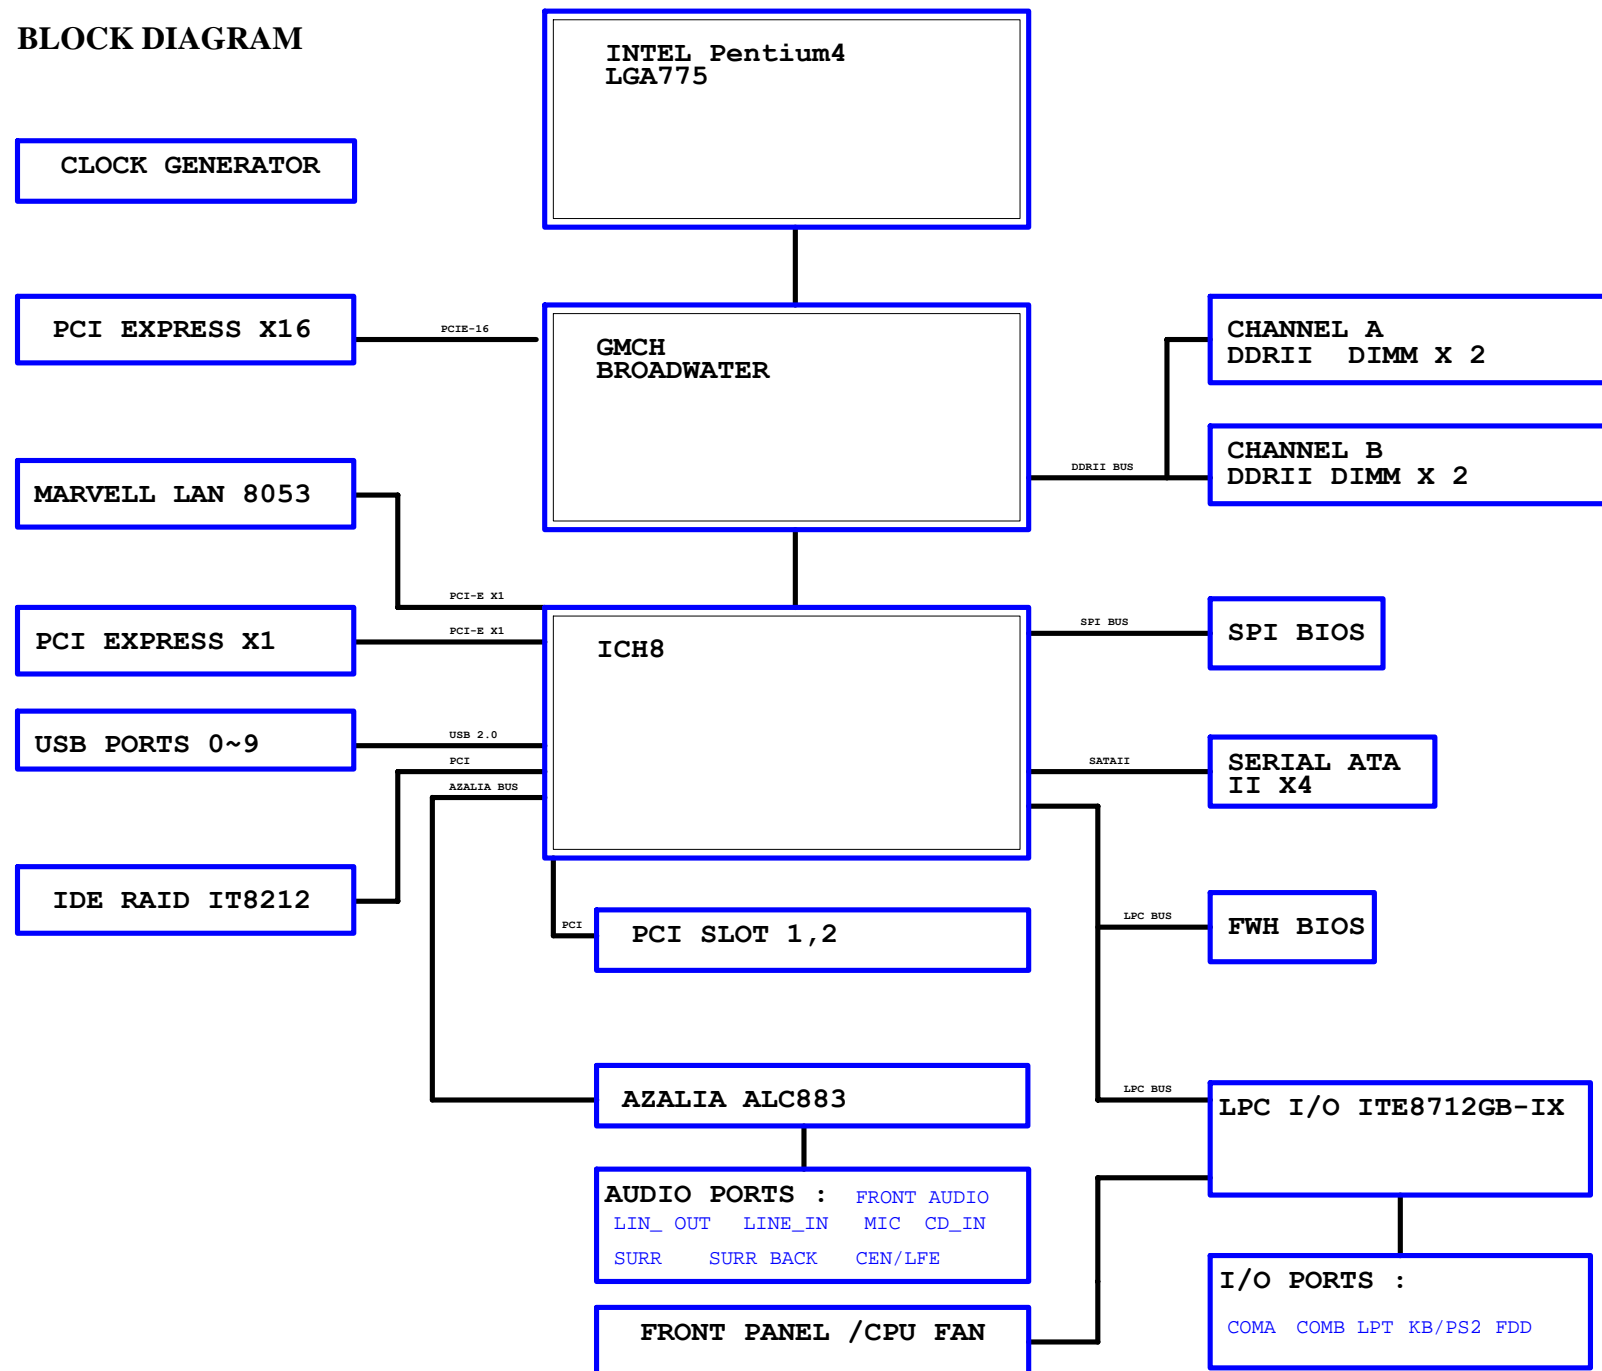 BLOCK DIAGRAM
INTEL Pentium4
LGA775
CLOCK GENERATOR
PCI EXPRESS X16
PCIE-16
GMCH
BROADWATER
CHANNEL A
DDRII DIMM X 2
CHANNEL B
DDRII DIMM X 2
DDRII BUS
MARVELL LAN 8053
PCI-E X1
PCI EXPRESS X1
PCI-E X1
ICH8
SPI BUS
SPI BIOS
USB PORTS 0~9
USB 2.0
PCI
AZALIA BUS
SATAII
SERIAL ATA
II X4
IDE RAID IT8212
PCI
PCI SLOT 1,2
LPC BUS
FWH BIOS
AZALIA ALC883
LPC BUS
LPC I/O ITE8712GB-IX
AUDIO PORTS : FRONT AUDIO
LIN_ OUT LINE_IN MIC CD_IN
SURR SURR BACK CEN/LFE
I/O PORTS :
COMA COMB LPT KB/PS2 FDD
FRONT PANEL /CPU FAN